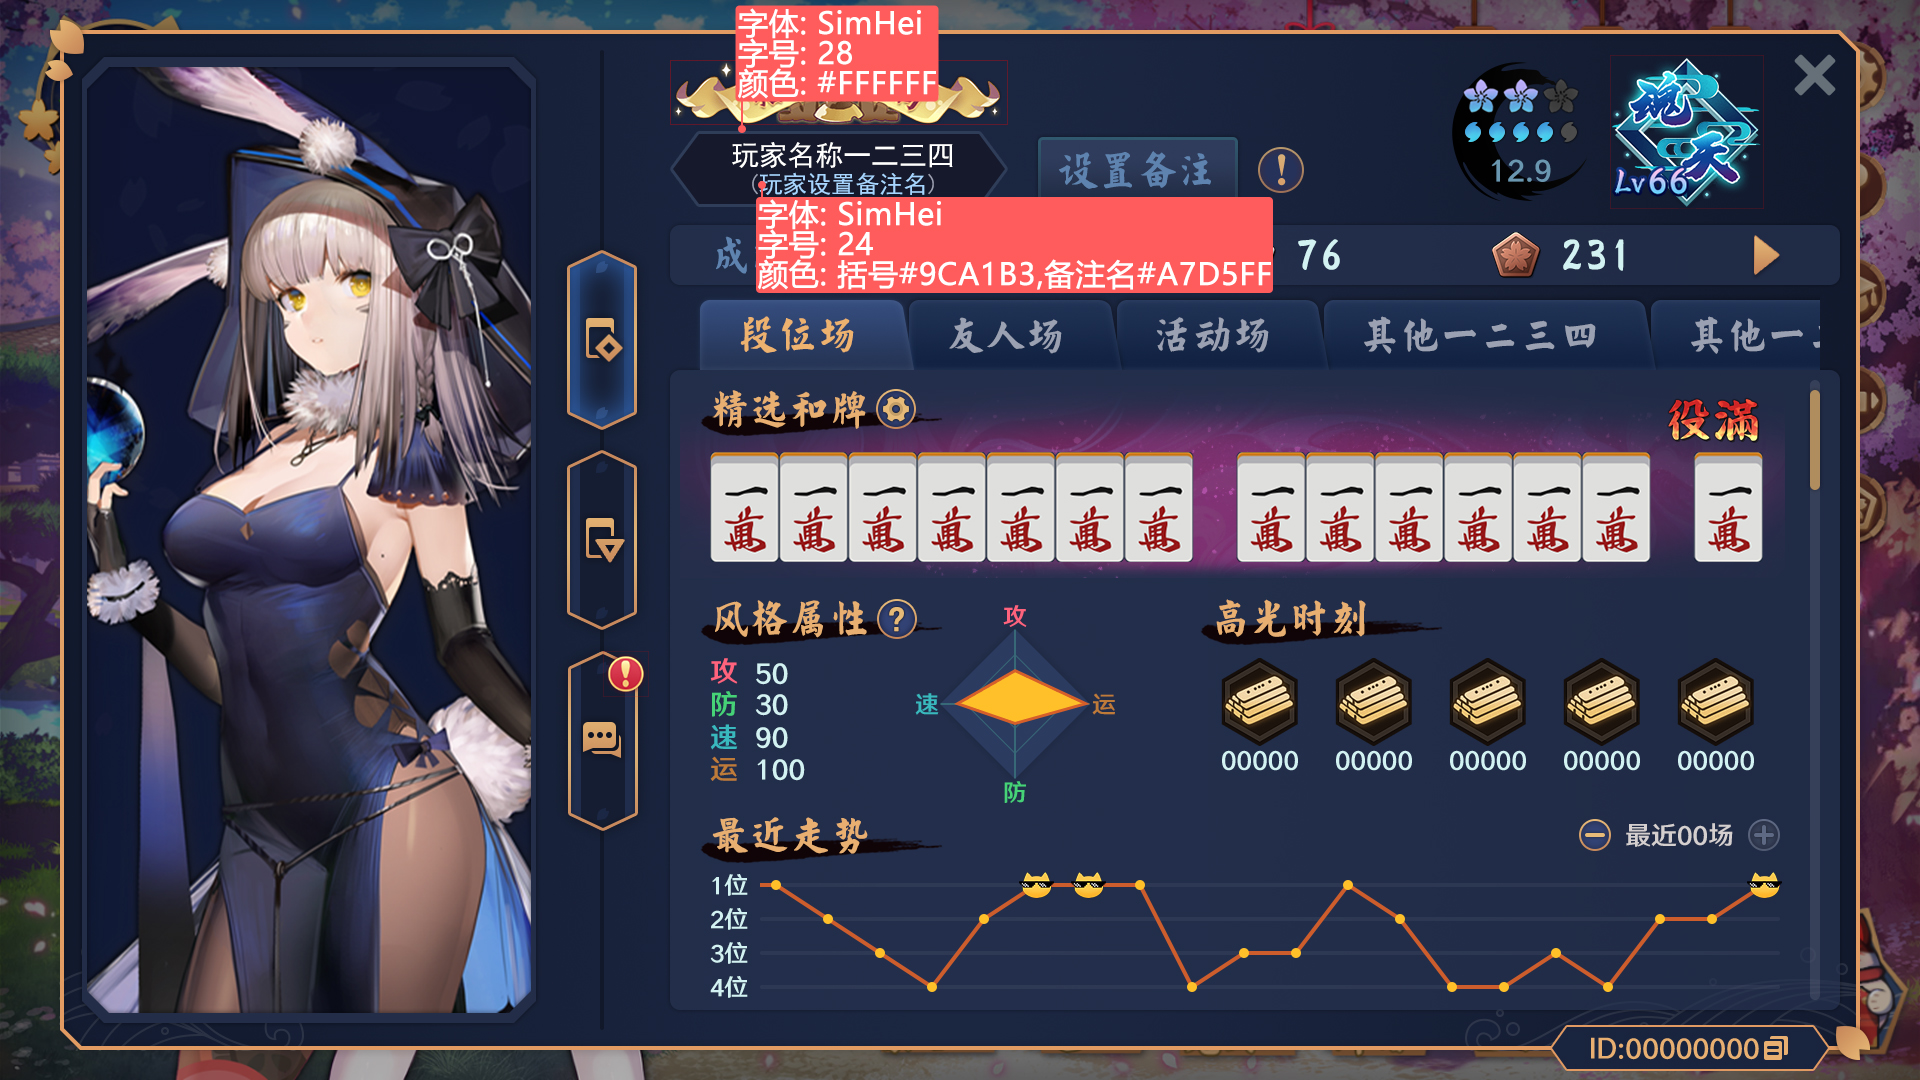 字体: SimHei
字号: 28
颜色: #FFFFFF
玩家名称一二三四
(玩家设置备注名)
设置备注
12.9
魂天
Lv66
字体: SimHei
字号: 24
颜色: 括号#9CA1B3,备注名#A7D5FF
成
76
231
段位场
友人场
活动场
其他一二三四
其他一
精选和牌
役滿
一萬 一萬 一萬 一萬 一萬 一萬 一萬 一萬 一萬 一萬 一萬 一萬 一萬 一萬
风格属性
攻 50
防 30
速 90
运 100
攻
速
运
防
高光时刻
00000 00000 00000 00000 00000
最近走势
最近00场
1位
2位
3位
4位
ID:00000000